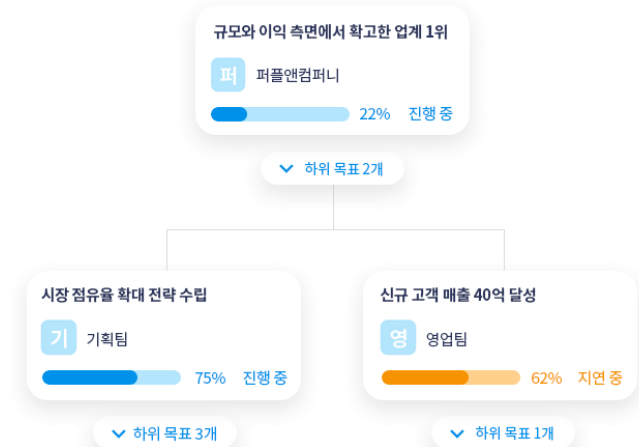 규모와 이익 측면에서 확고한 업계 1위
퍼 퍼플앤컴퍼니
22% 진행 중
하위 목표 2개
시장 점유율 확대 전략 수립
기 기획팀
75% 진행 중
하위 목표 3개
신규 고객 매출 40억 달성
영 영업팀
62% 지연 중
하위 목표 1개